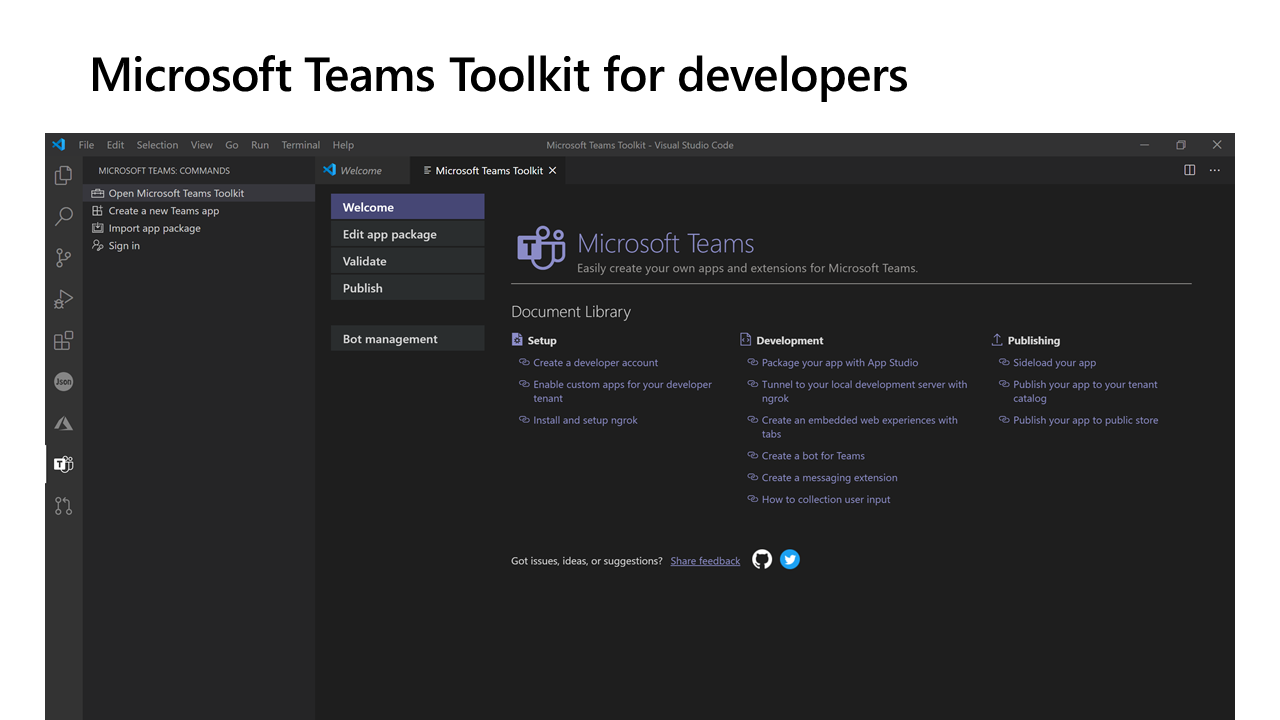 Microsoft Teams Toolkit for developers
File Edit Selection View Go Run Terminal Help
Microsoft Teams Toolkit - Visual Studio Code
MICROSOFT TEAMS: COMMANDS
Open Microsoft Teams Toolkit
Create a new Teams app
Import app package
Sign in
Json
T
Welcome
Microsoft Teams Toolkit
Welcome
Edit app package
Validate
Publish
Bot management
T
Microsoft Teams
Easily create your own apps and extensions for Microsoft Teams.
Document Library
Setup
Create a developer account
Enable custom apps for your developer
tenant
Install and setup ngrok
Development
Package your app with App Studio
Tunnel to your local development server with
ngrok
Create an embedded web experiences with
tabs
Create a bot for Teams
Create a messaging extension
How to collection user input
Publishing
Sideload your app
Publish your app to your tenant
catalog
Publish your app to public store
Got issues, ideas, or suggestions? Share feedback